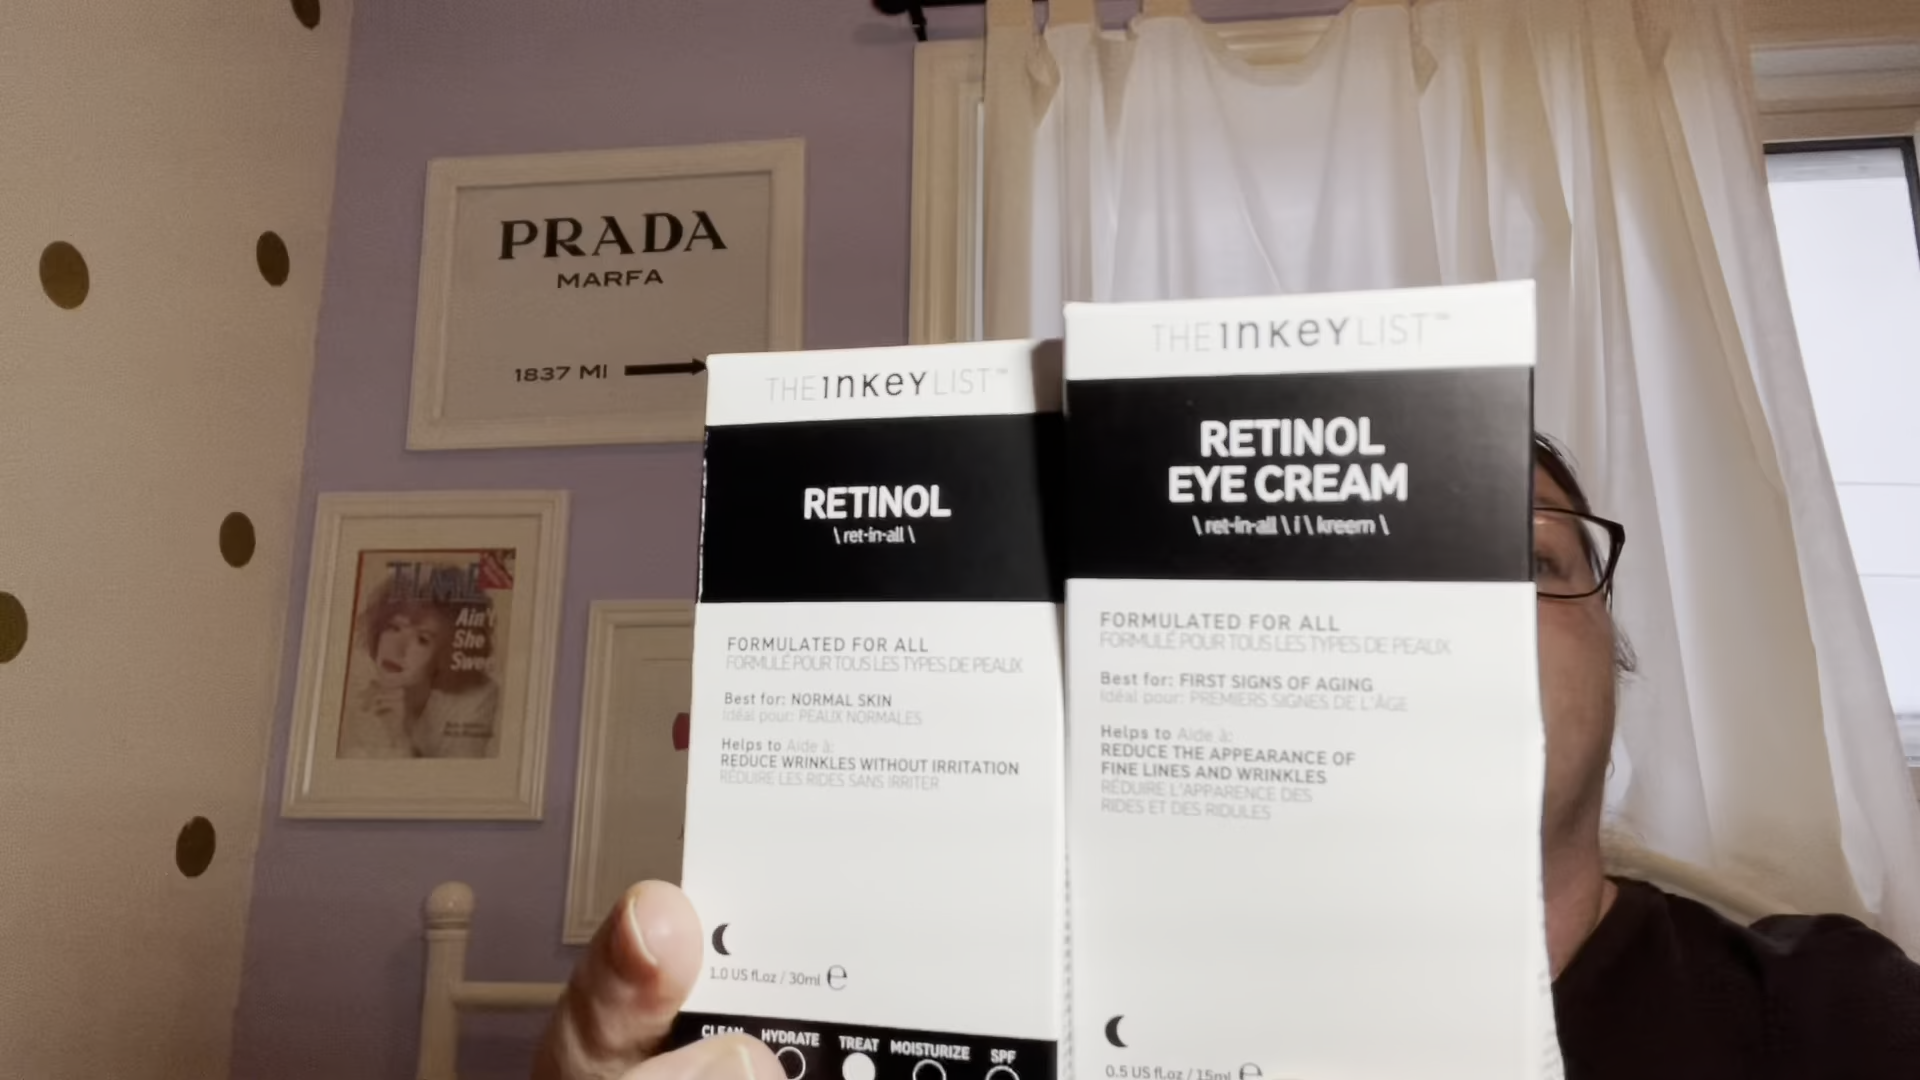 PRADA
MARFA
1837 MI
Ain't
She
THE INKEY LIST™
RETINOL
\ ret-in-all \
FORMULATED FOR ALL
FORMULÉ POUR TOUS LES TYPES DE PEAUX
Best for: NORMAL SKIN
Idéal pour: PEAUX NORMALES
Helps to Aide à:
REDUCE WRINKLES WITHOUT IRRITATION
RÉDUIRE LES RIDES SANS IRRITER
1.0 US fl.oz / 30ml ℮
CLEAN HYDRATE TREAT MOISTURIZE SPF
THE INKEY LIST™
RETINOL
EYE CREAM
\ ret-in-all \ i \ kreem \
FORMULATED FOR ALL
FORMULÉ POUR TOUS LES TYPES DE PEAUX
Best for: FIRST SIGNS OF AGING
Idéal pour: PREMIERS SIGNES DE L'ÂGE
Helps to Aide à:
REDUCE THE APPEARANCE OF
FINE LINES AND WRINKLES
RÉDUIRE L'APPARENCE DES
RIDES ET DES RIDULES
0.5 US fl.oz / 15ml ℮